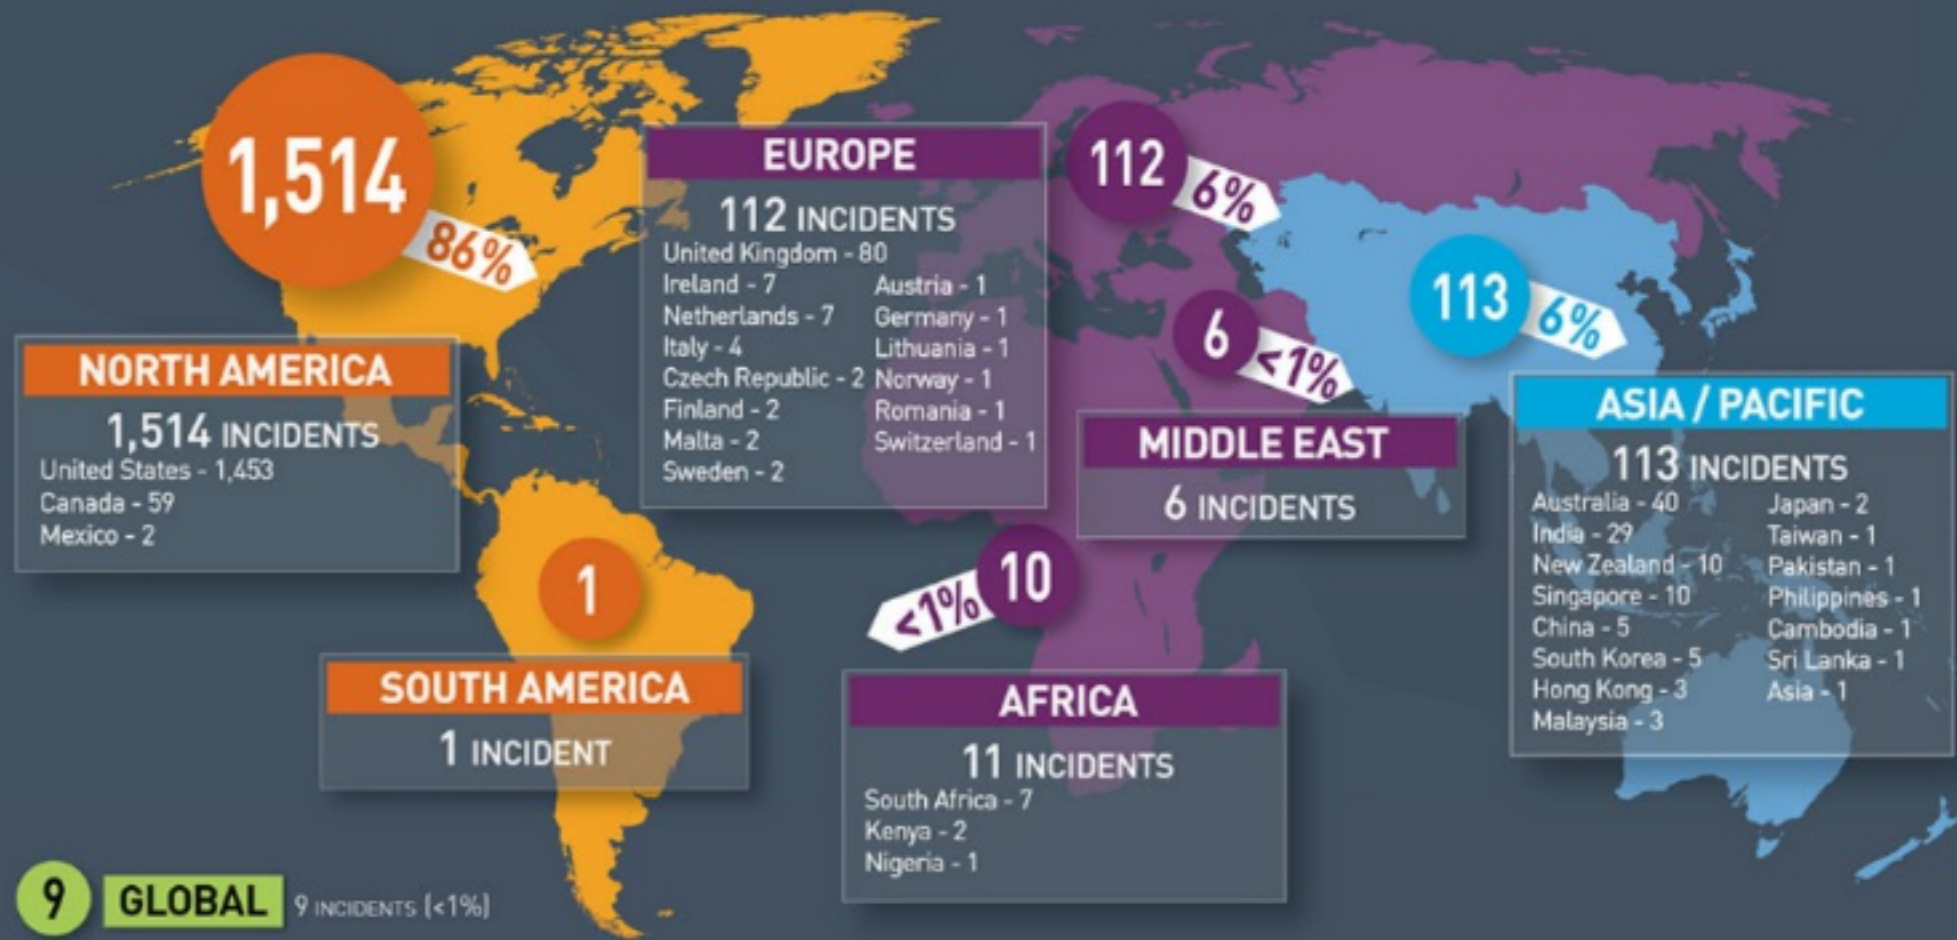 1,514
86%
NORTH AMERICA
1,514 INCIDENTS
United States - 1,453
Canada - 59
Mexico - 2
1
SOUTH AMERICA
1 INCIDENT
EUROPE
112 INCIDENTS
United Kingdom - 80
Ireland - 7
Netherlands - 7
Italy - 4
Czech Republic - 2
Finland - 2
Malta - 2
Sweden - 2
Austria - 1
Germany - 1
Lithuania - 1
Norway - 1
Romania - 1
Switzerland - 1
112
6%
6
<1%
MIDDLE EAST
6 INCIDENTS
10
<1%
AFRICA
11 INCIDENTS
South Africa - 7
Kenya - 2
Nigeria - 1
113
6%
ASIA / PACIFIC
113 INCIDENTS
Australia - 40
India - 29
New Zealand - 10
Singapore - 10
China - 5
South Korea - 5
Hong Kong - 3
Malaysia - 3
Japan - 2
Taiwan - 1
Pakistan - 1
Philippines - 1
Cambodia - 1
Sri Lanka - 1
Asia - 1
9 GLOBAL 9 INCIDENTS (<1%)